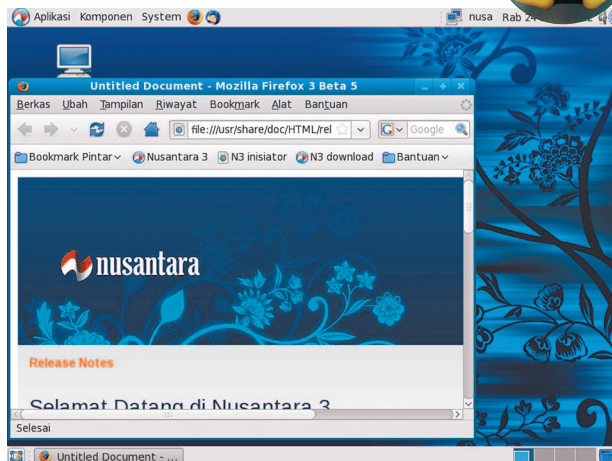 Aplikasi Komponen System nusa Rab 24
Untitled Document - Mozilla Firefox 3 Beta 5
Berkas Ubah Tampilan Riwayat Bookmark Alat Bantuan
file:///usr/share/doc/HTML/rel G Google
Bookmark Pintar Nusantara 3 N3 inisiator N3 download Bantuan
nusantara
Release Notes
Selamat Datang di Nusantara 3
Selesai
Untitled Document - ...